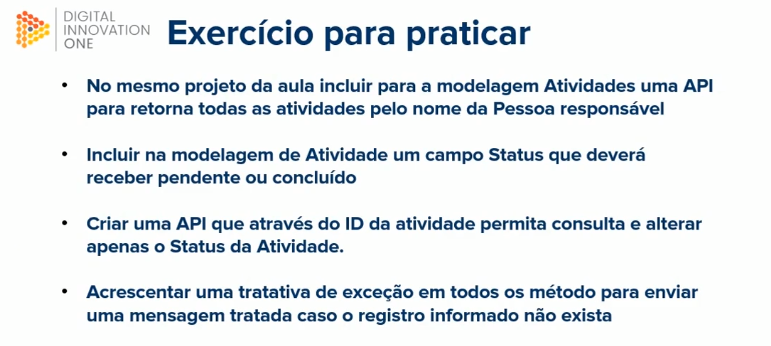 DIGITAL
INNOVATION
ONE
Exercício para praticar
• No mesmo projeto da aula incluir para a modelagem Atividades uma API
para retorna todas as atividades pelo nome da Pessoa responsável
• Incluir na modelagem de Atividade um campo Status que deverá
receber pendente ou concluído
• Criar uma API que através do ID da atividade permita consulta e alterar
apenas o Status da Atividade.
• Acrescentar uma tratativa de exceção em todos os método para enviar
uma mensagem tratada caso o registro informado não exista